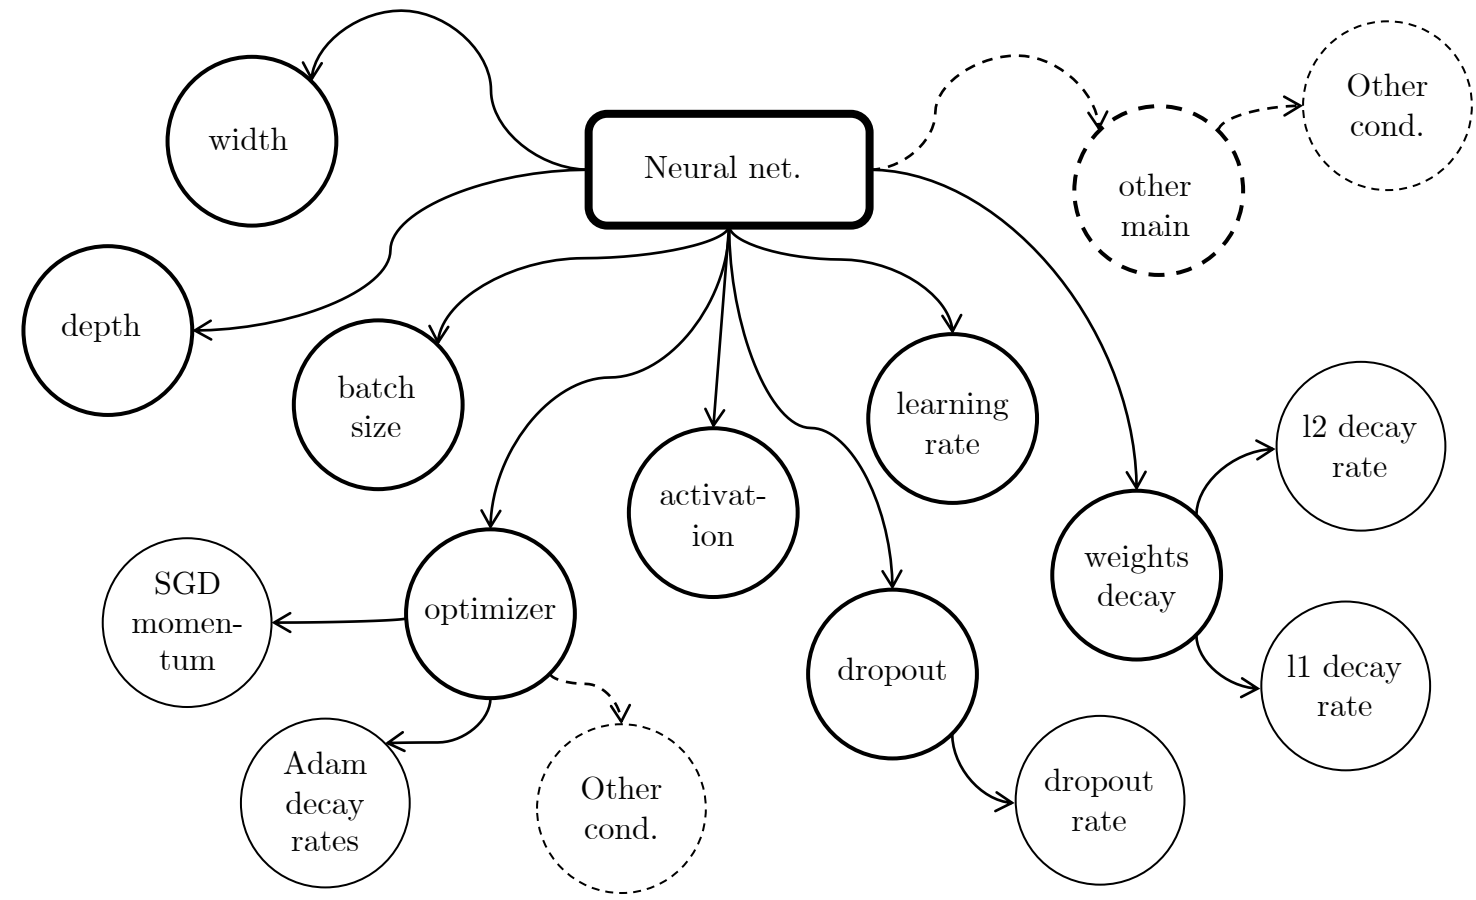 width
Neural net.
Other
cond.
other
main
depth
batch
size
learning
rate
activat-
ion
l2 decay
rate
weights
decay
SGD
momen-
tum
optimizer
dropout
l1 decay
rate
Adam
decay
rates
Other
cond.
dropout
rate